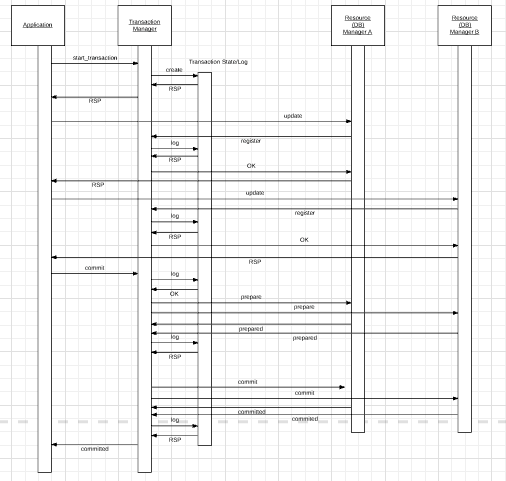 Application
Transaction
Manager
Resource
(DB)
Manager A
Resource
(DB)
Manager B
start_transaction
Transaction State/Log
create
RSP
RSP
update
register
log
RSP
OK
RSP
update
register
log
RSP
OK
RSP
commit
log
OK
prepare
prepare
prepared
prepared
log
RSP
commit
commit
committed
commited
log
RSP
committed